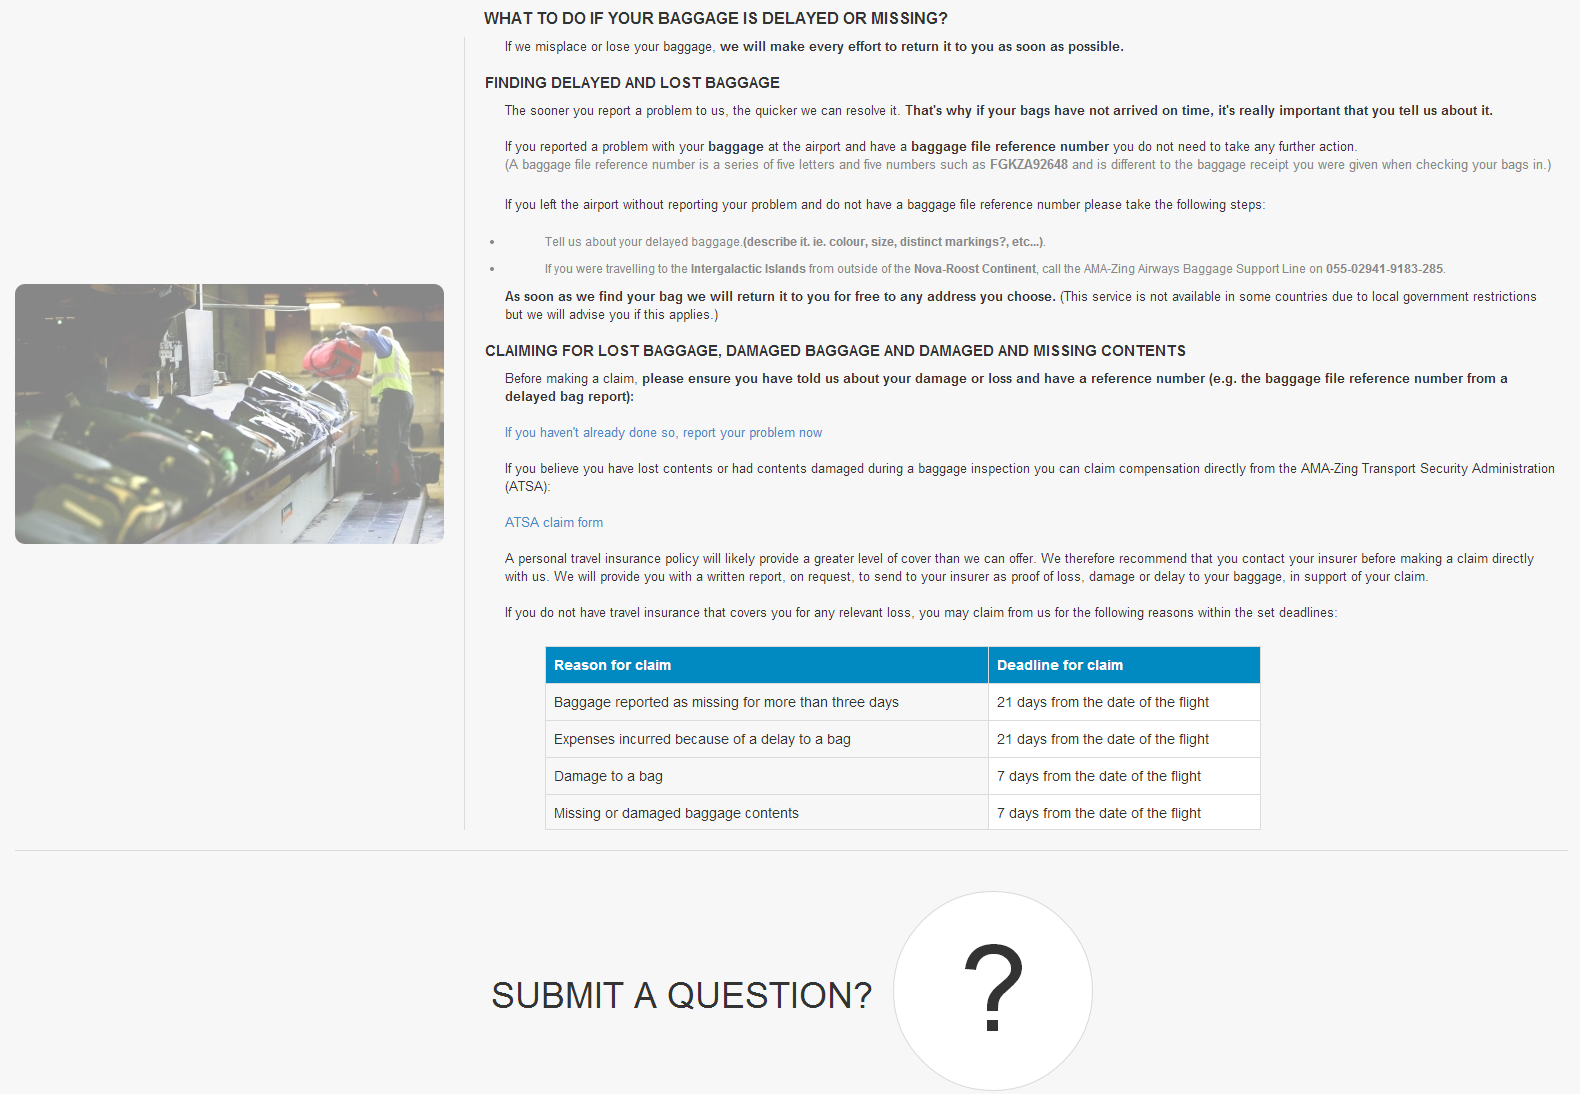 WHAT TO DO IF YOUR BAGGAGE IS DELAYED OR MISSING?
If we misplace or lose your baggage, we will make every effort to return it to you as soon as possible.
FINDING DELAYED AND LOST BAGGAGE
The sooner you report a problem to us, the quicker we can resolve it. That's why if your bags have not arrived on time, it's really important that you tell us about it.
If you reported a problem with your baggage at the airport and have a baggage file reference number you do not need to take any further action.
(A baggage file reference number is a series of five letters and five numbers such as FGKZA92648 and is different to the baggage receipt you were given when checking your bags in.)
If you left the airport without reporting your problem and do not have a baggage file reference number please take the following steps:
• Tell us about your delayed baggage.(describe it. ie. colour, size, distinct markings?, etc...).
• If you were travelling to the Intergalactic Islands from outside of the Nova-Roost Continent, call the AMA-Zing Airways Baggage Support Line on 055-02941-9183-285.
As soon as we find your bag we will return it to you for free to any address you choose. (This service is not available in some countries due to local government restrictions
but we will advise you if this applies.)
CLAIMING FOR LOST BAGGAGE, DAMAGED BAGGAGE AND DAMAGED AND MISSING CONTENTS
Before making a claim, please ensure you have told us about your damage or loss and have a reference number (e.g. the baggage file reference number from a
delayed bag report):
If you haven't already done so, report your problem now
If you believe you have lost contents or had contents damaged during a baggage inspection you can claim compensation directly from the AMA-Zing Transport Security Administration
(ATSA):
ATSA claim form
A personal travel insurance policy will likely provide a greater level of cover than we can offer. We therefore recommend that you contact your insurer before making a claim directly
with us. We will provide you with a written report, on request, to send to your insurer as proof of loss, damage or delay to your baggage, in support of your claim.
If you do not have travel insurance that covers you for any relevant loss, you may claim from us for the following reasons within the set deadlines:
Reason for claim Deadline for claim
Baggage reported as missing for more than three days 21 days from the date of the flight
Expenses incurred because of a delay to a bag 21 days from the date of the flight
Damage to a bag 7 days from the date of the flight
Missing or damaged baggage contents 7 days from the date of the flight
SUBMIT A QUESTION? ?